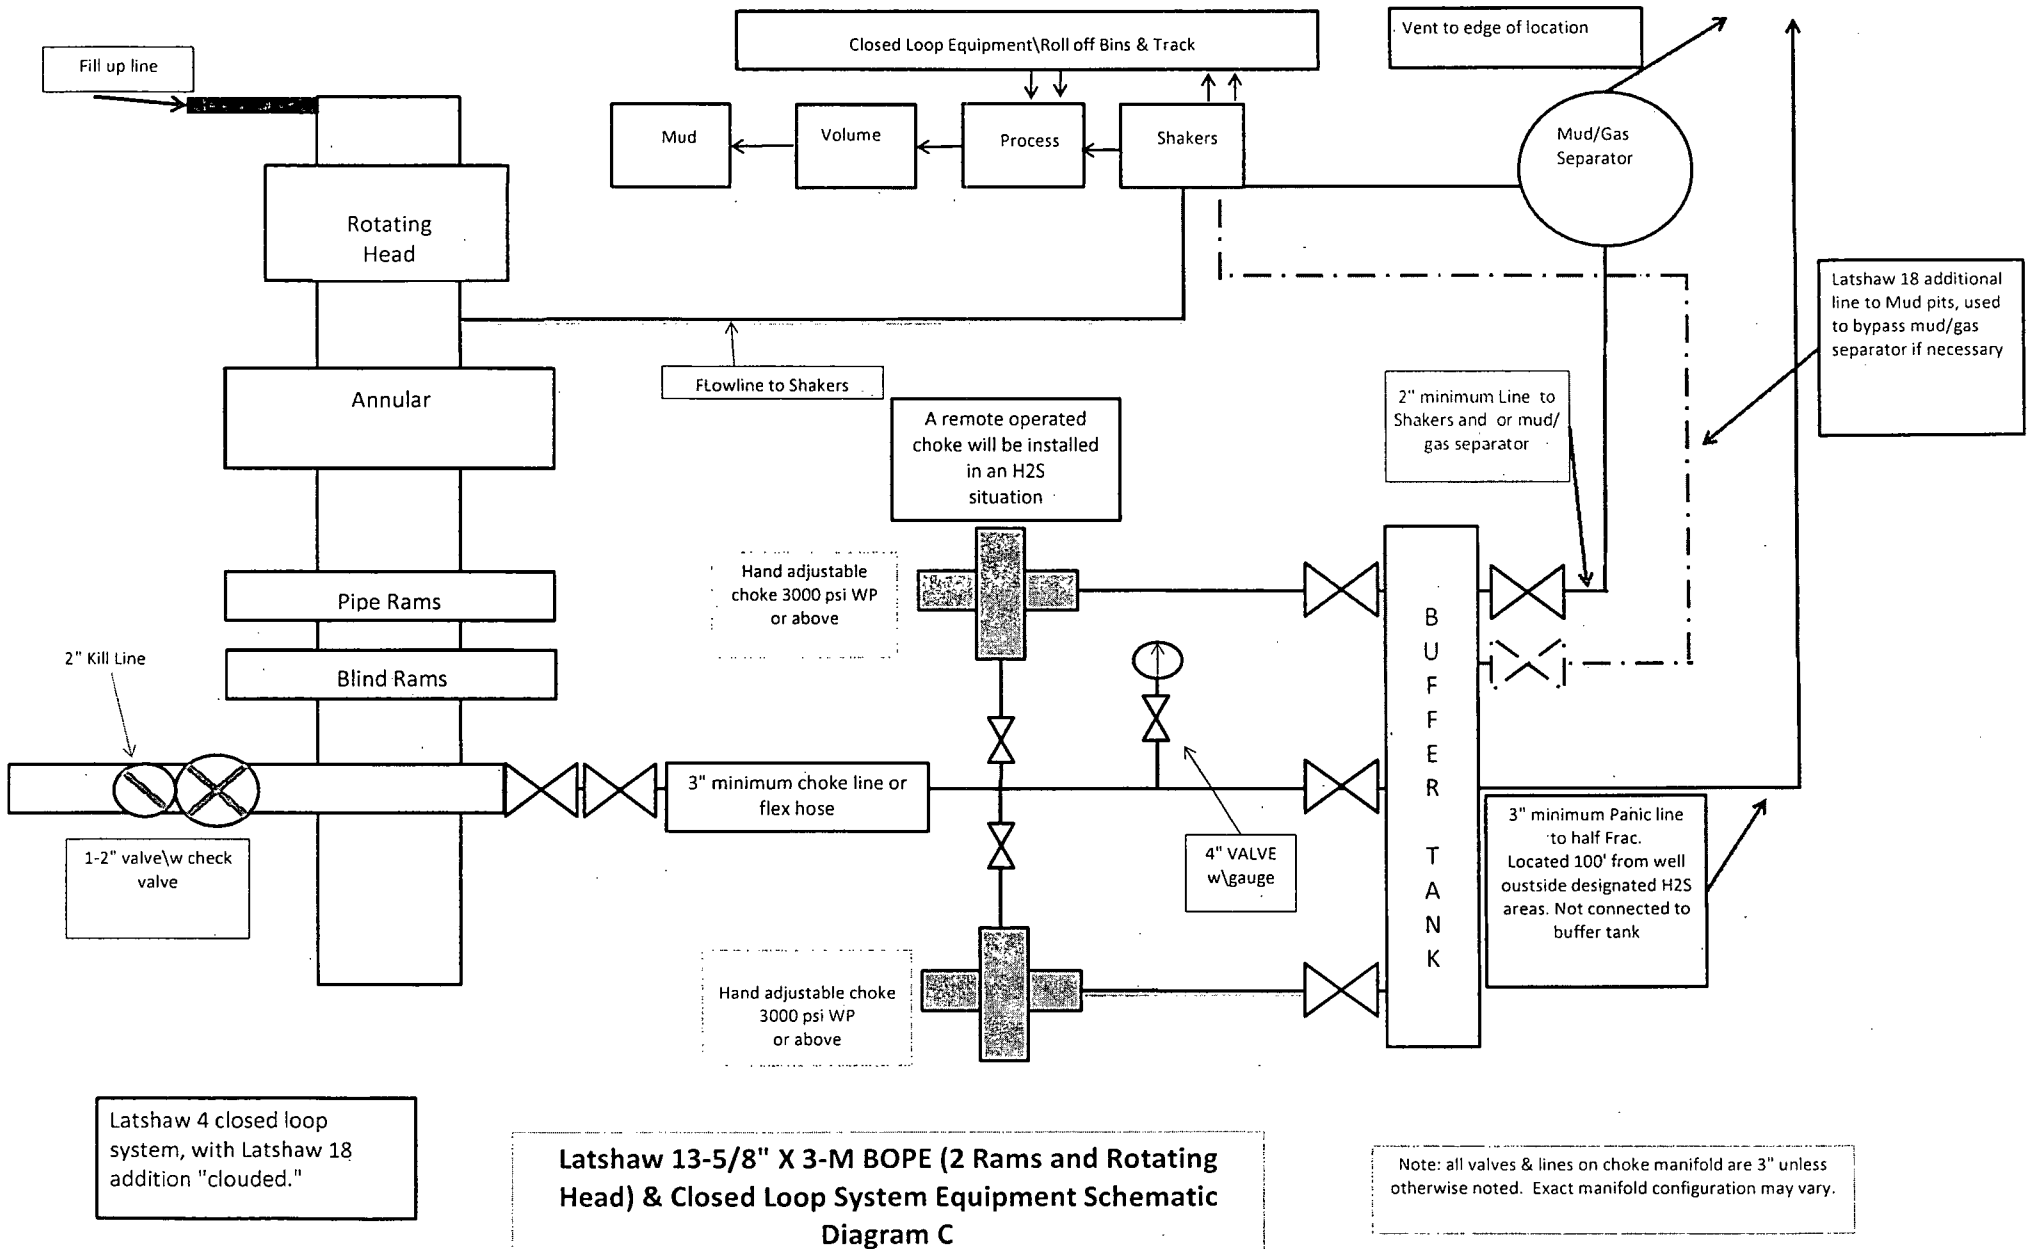 Fill up line
Closed Loop Equipment\Roll off Bins & Track
Vent to edge of location
Mud
Volume
Process
Shakers
Mud/Gas
Separator
Rotating
Head
Latshaw 18 additional
line to Mud pits, used
to bypass mud/gas
separator if necessary
FLowline to Shakers
Annular
A remote operated
choke will be installed
in an H2S
situation
2" minimum Line to
Shakers and or mud/
gas separator
Hand adjustable
choke 3000 psi WP
or above
Pipe Rams
Blind Rams
2" Kill Line
B
U
F
F
E
R
T
A
N
K
3" minimum choke line or
flex hose
1-2" valve\w check
valve
4" VALVE
w\gauge
3" minimum Panic line
to half Frac.
Located 100' from well
oustside designated H2S
areas. Not connected to
buffer tank
Hand adjustable choke
3000 psi WP
or above
Latshaw 4 closed loop
system, with Latshaw 18
addition "clouded."
Latshaw 13-5/8" X 3-M BOPE (2 Rams and Rotating
Head) & Closed Loop System Equipment Schematic
Diagram C
Note: all valves & lines on choke manifold are 3" unless
otherwise noted. Exact manifold configuration may vary.